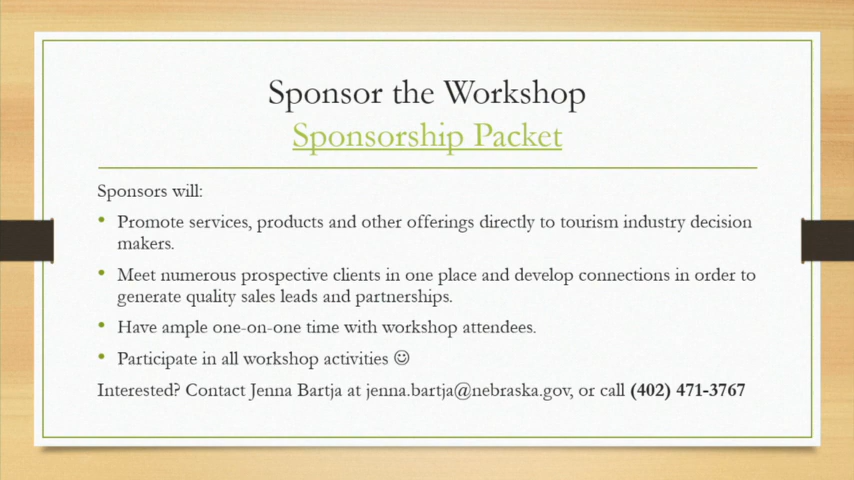 Sponsor the Workshop
Sponsorship Packet
Sponsors will:
• Promote services, products and other offerings directly to tourism industry decision
makers.
• Meet numerous prospective clients in one place and develop connections in order to
generate quality sales leads and partnerships.
• Have ample one-on-one time with workshop attendees.
• Participate in all workshop activities ☺
Interested? Contact Jenna Bartja at jenna.bartja@nebraska.gov, or call (402) 471-3767